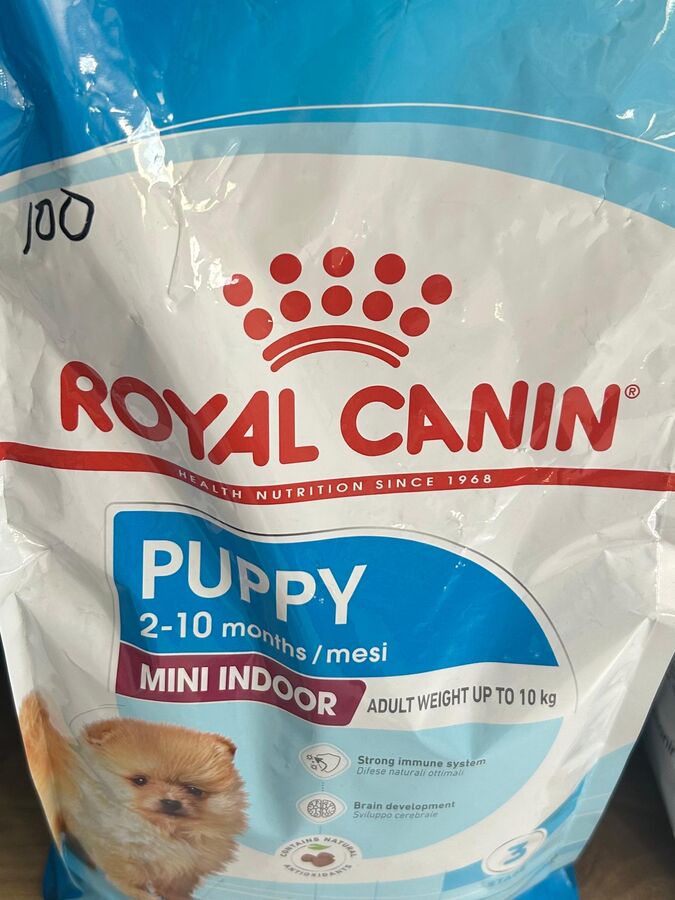 100
ROYAL CANIN®
HEALTH NUTRITION SINCE 1968
PUPPY
2-10 months/mesi
MINI INDOOR
ADULT WEIGHT UP TO 10 kg
Strong immune system
Difese naturali ottimali
Brain development
Sviluppo cerebrale
CONTAINS NATURAL
ANTIOXIDANTS
3